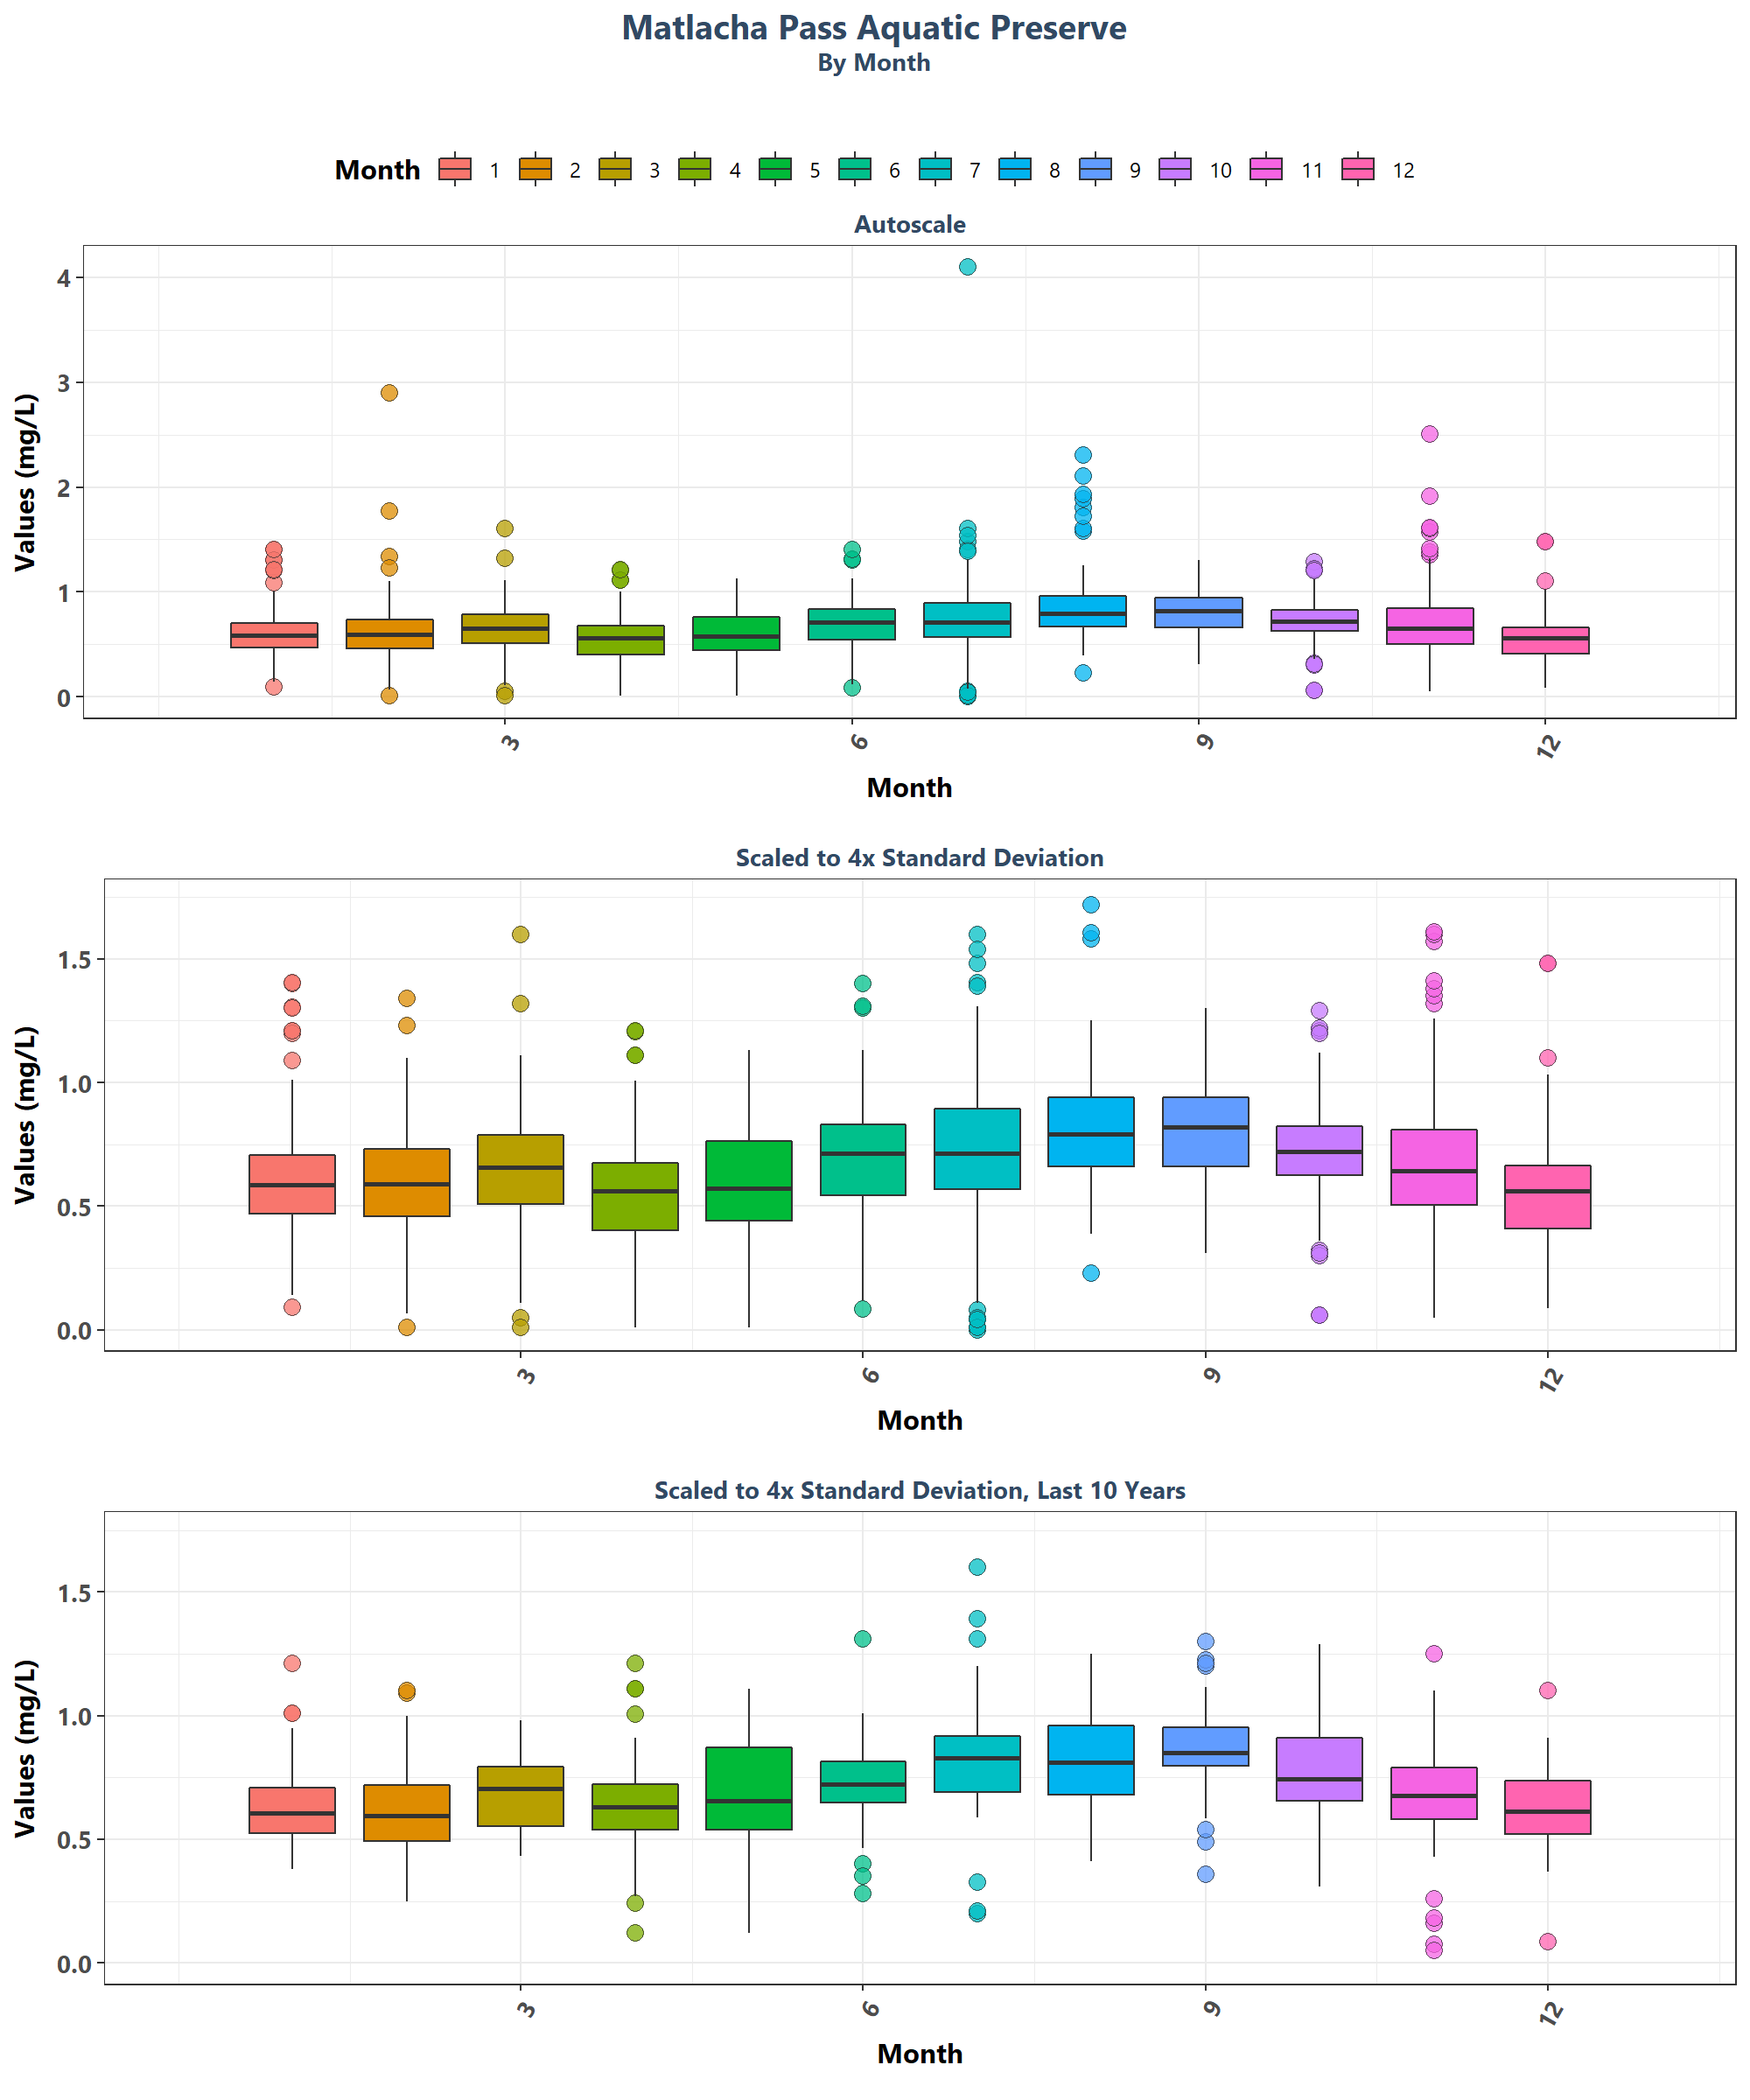 Matlacha Pass Aquatic Preserve
By Month
Month 1 2 3 4 5 6 7 8 9 10 11 12
Autoscale
Values (mg/L)
4
3
2
1
0
3 6 9 12
Month
Scaled to 4x Standard Deviation
Values (mg/L)
1.5
1.0
0.5
0.0
3 6 9 12
Month
Scaled to 4x Standard Deviation, Last 10 Years
Values (mg/L)
1.5
1.0
0.5
0.0
3 6 9 12
Month